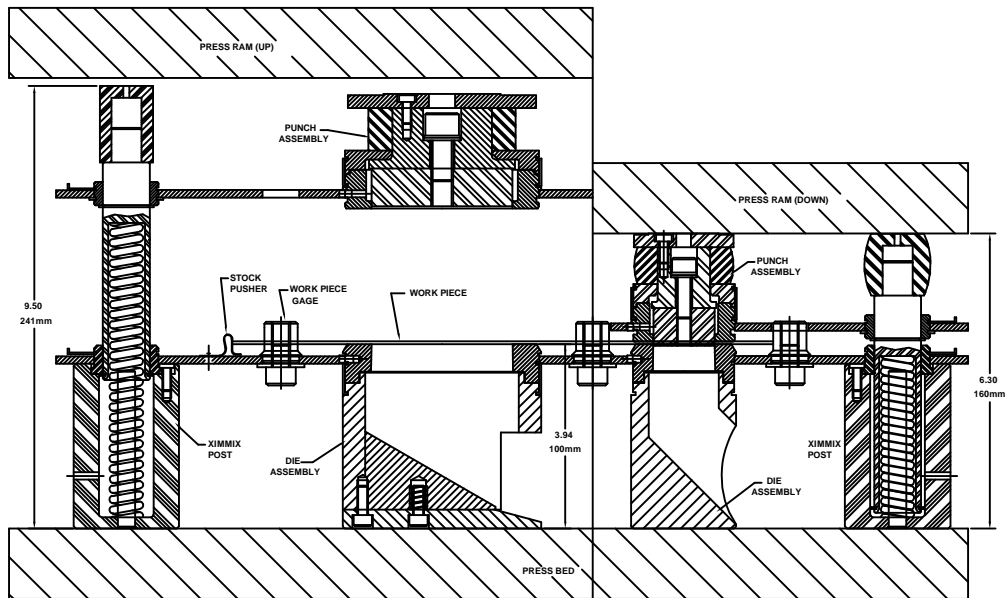 PRESS RAM (UP)
PUNCH
ASSEMBLY
PRESS RAM (DOWN)
PUNCH
ASSEMBLY
STOCK
PUSHER
WORK PIECE
GAGE
WORK PIECE
9.50
241mm
6.30
160mm
XIMMIX
POST
DIE
ASSEMBLY
3.94
100mm
XIMMIX
POST
DIE
ASSEMBLY
PRESS BED